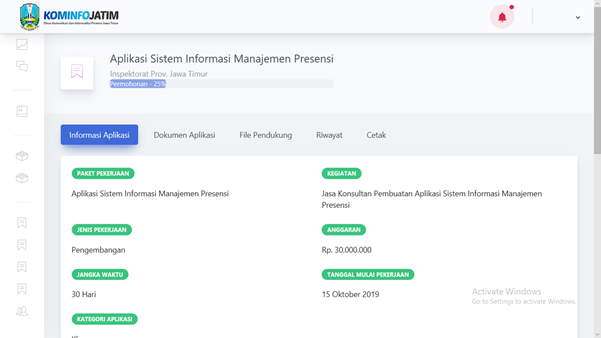 KOMINFOJATIM
Dinas Komunikasi dan Informatika Provinsi Jawa Timur
Aplikasi Sistem Informasi Manajemen Presensi
Inspektorat Prov. Jawa Timur
Permohonan - 25%
Informasi Aplikasi
Dokumen Aplikasi
File Pendukung
Riwayat
Cetak
PAKET PEKERJAAN
Aplikasi Sistem Informasi Manajemen Presensi
KEGIATAN
Jasa Konsultan Pembuatan Aplikasi Sistem Informasi Manajemen
Presensi
JENIS PEKERJAAN
Pengembangan
ANGGARAN
Rp. 30.000.000
JANGKA WAKTU
30 Hari
TANGGAL MULAI PEKERJAAN
15 Oktober 2019
KATEGORI APLIKASI
Activate Windows
Go to Settings to activate Windows.